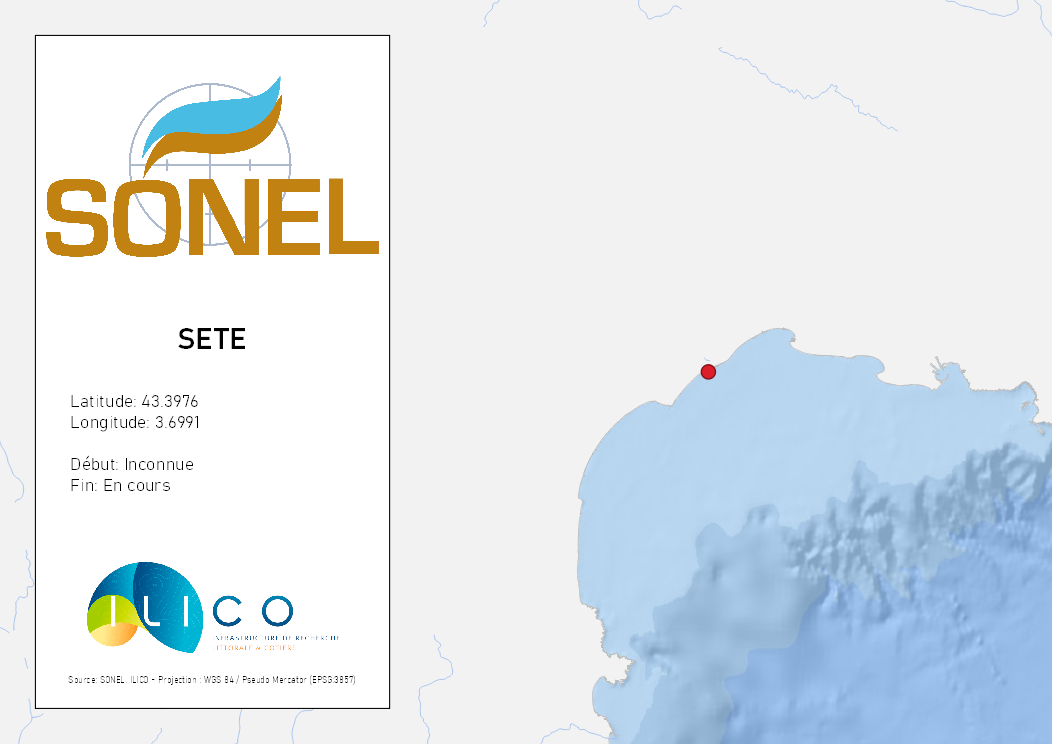 SONEL
SETE
Latitude: 43.3976
Longitude: 3.6991
Début: Inconnue
Fin: En cours
ILICO
INFRASTRUCTURE DE RECHERCHE
LITTORALE & COTIERE
Source: SONEL, ILICO - Projection : WGS 84 / Pseudo Mercator (EPSG:3857)